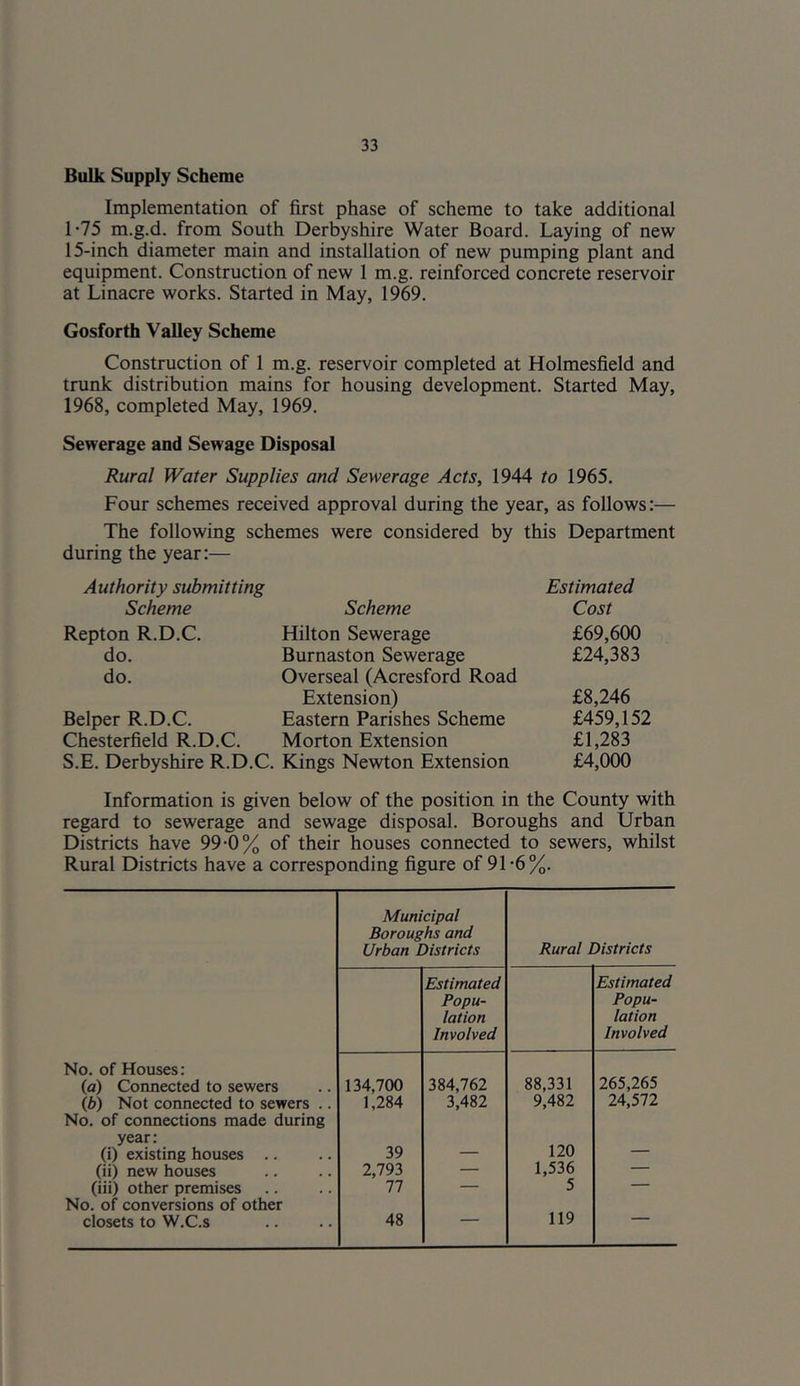 33
Bulk Supply Scheme
Implementation of first phase of scheme to take additional
1·75 m.g.d. from South Derbyshire Water Board. Laying of new
15-inch diameter main and installation of new pumping plant and
equipment. Construction of new 1 m.g. reinforced concrete reservoir
at Linacre works. Started in May, 1969.
Gosforth Valley Scheme
Construction of 1 m.g. reservoir completed at Holmesfield and
trunk distribution mains for housing development. Started May,
1968, completed May, 1969.
Sewerage and Sewage Disposal
Rural Water Supplies and Sewerage Acts, 1944 to 1965.
Four schemes received approval during the year, as follows:—
The following schemes were considered by this Department
during the year:—
Authority submitting Estimated
Scheme Scheme Cost
Repton R.D.C. Hilton Sewerage £69,600
do. Burnaston Sewerage £24,383
do. Overseal (Acresford Road
Extension) £8,246
Belper R.D.C. Eastern Parishes Scheme £459,152
Chesterfield R.D.C. Morton Extension £1,283
S.E. Derbyshire R.D.C. Kings Newton Extension £4,000
Information is given below of the position in the County with
regard to sewerage and sewage disposal. Boroughs and Urban
Districts have 99·0% of their houses connected to sewers, whilst
Rural Districts have a corresponding figure of 91·6%.
Municipal
Boroughs and
Urban Districts Rural Districts
Estimated Estimated
Popu- Popu-
lation lation
Involved Involved
No. of Houses:
(a) Connected to sewers .. 134,700 384,762 88,331 265,265
(b) Not connected to sewers .. 1,284 3,482 9,482 24,572
No. of connections made during
year:
(i) existing houses .. .. 39 — 120 —
(ii) new houses .. .. 2,793 — 1,536 —
(iii) other premises .. .. 77 — 5 —
No. of conversions of other
closets to W.C.s .. .. 48 — 119 —